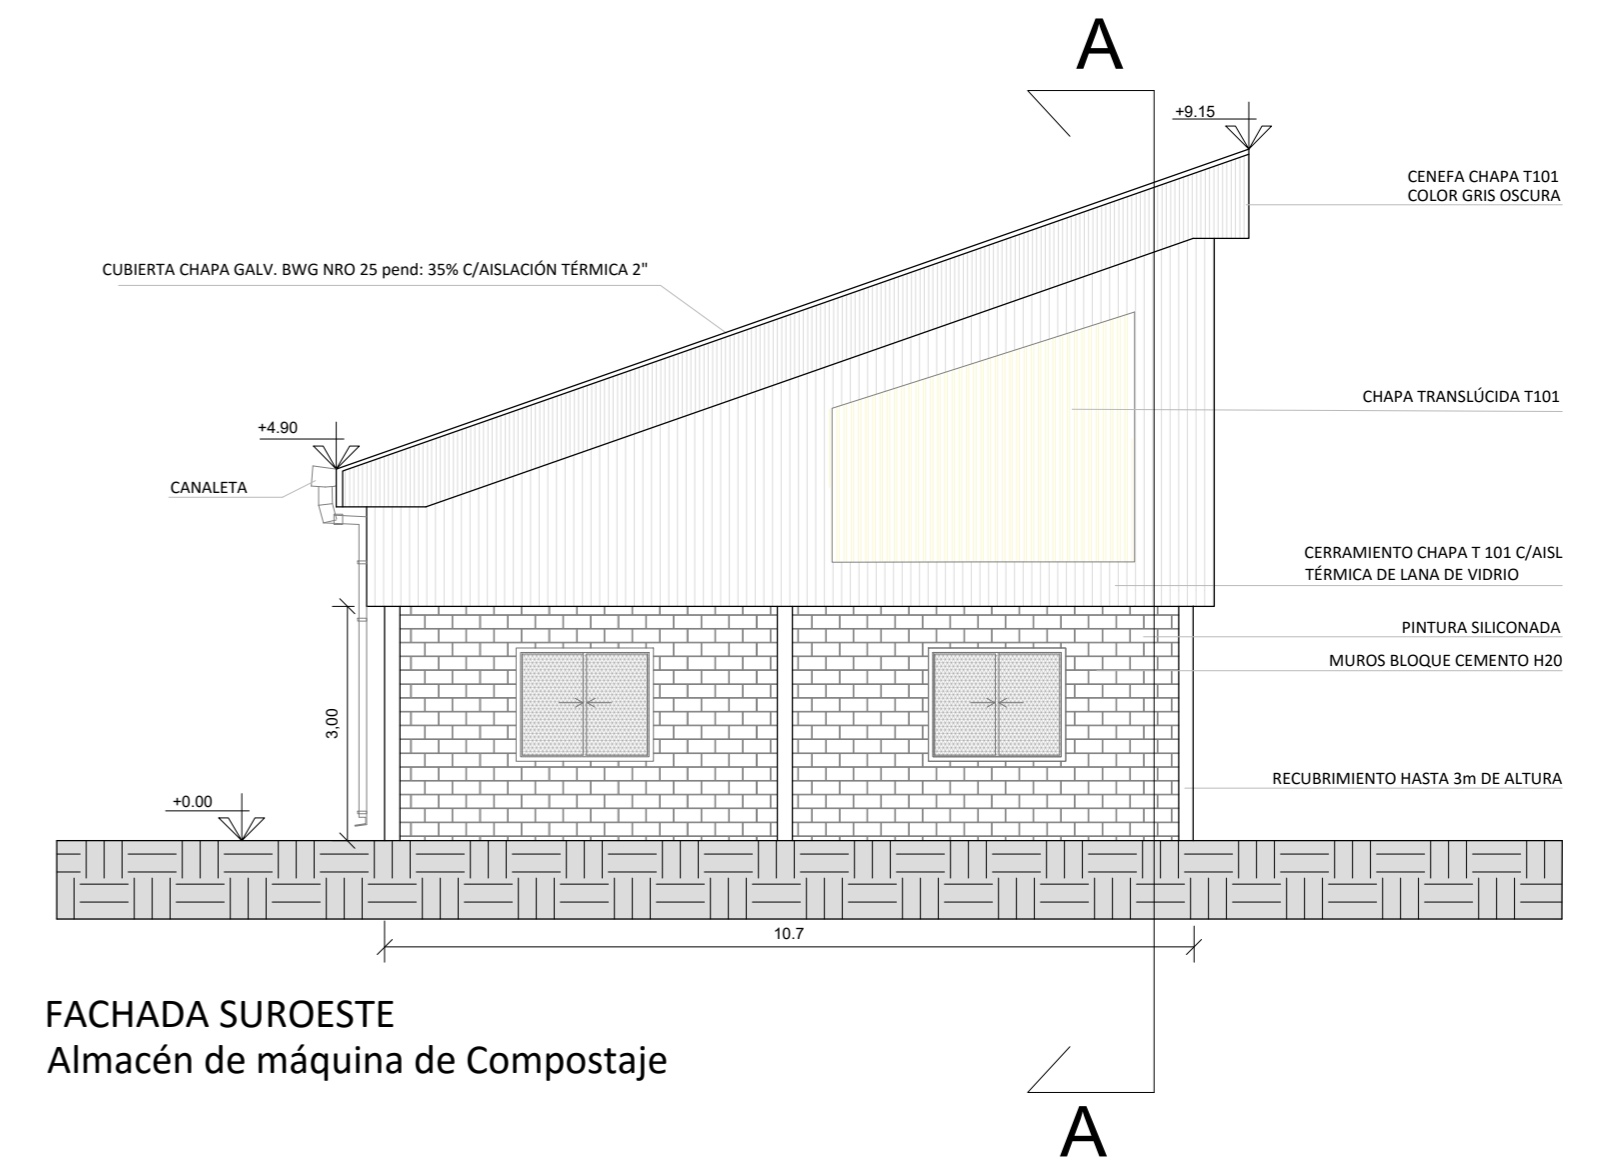 A
+9.15
CENEFA CHAPA T101
COLOR GRIS OSCURA
CUBIERTA CHAPA GALV. BWG NRO 25 pend: 35% C/AISLACIÓN TÉRMICA 2"
CHAPA TRANSLÚCIDA T101
+4.90
CANALETA
CERRAMIENTO CHAPA T 101 C/AISL
TÉRMICA DE LANA DE VIDRIO
PINTURA SILICONADA
MUROS BLOQUE CEMENTO H20
3,00
RECUBRIMIENTO HASTA 3m DE ALTURA
+0.00
10.7
FACHADA SUROESTE
Almacén de máquina de Compostaje
A